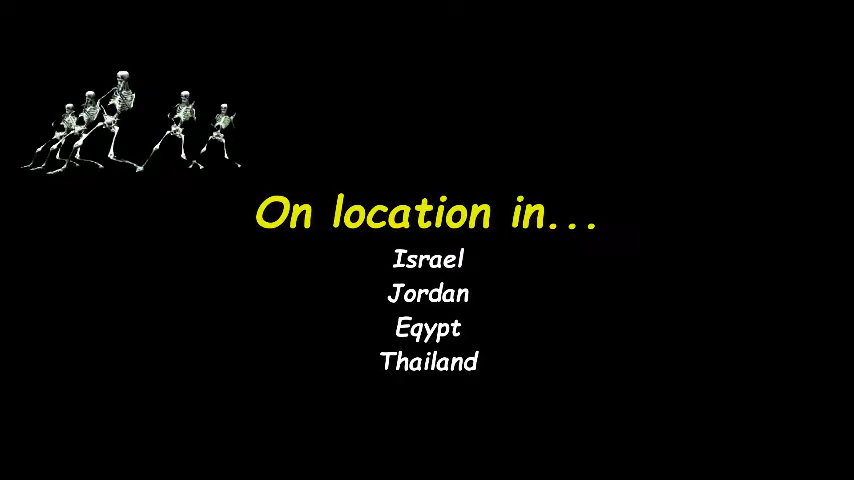 On location in...
Israel
Jordan
Eqypt
Thailand